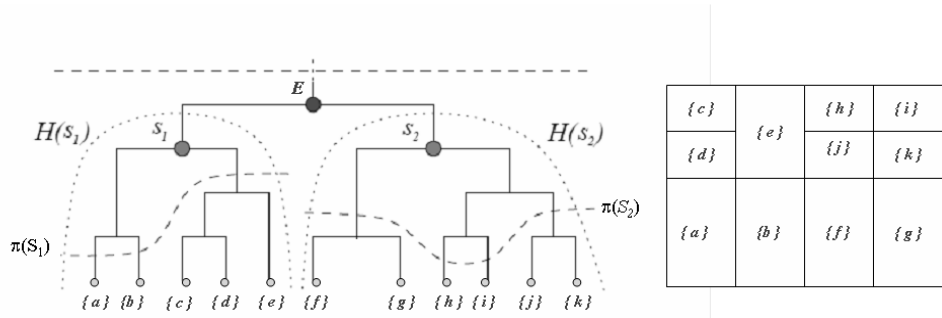 E
H(s₁)
s₁
s₂
H(s₂)
π(S₁)
π(S₂)
{a} {b} {c} {d} {e} {f} {g} {h} {i} {j} {k}
{c} {e} {h} {i}
{d} {j} {k}
{a} {b} {f} {g}